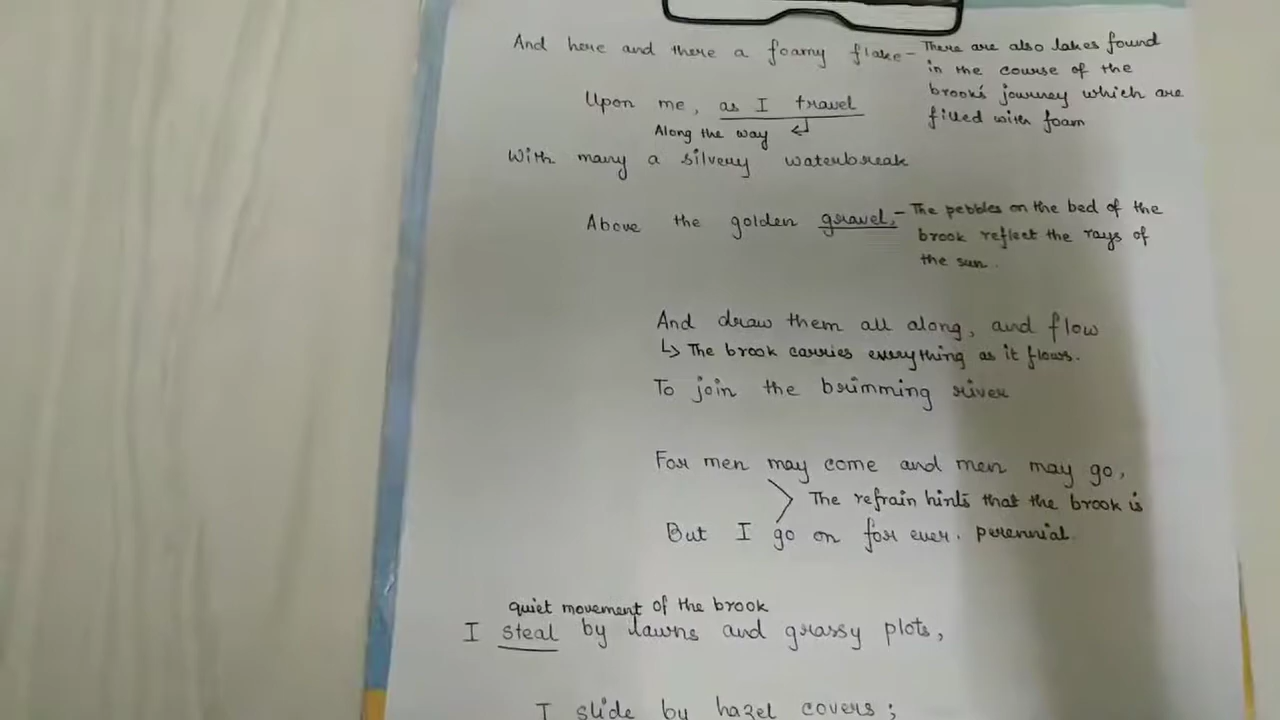 And here and there a foamy flake - There are also lakes found
in the course of the
brook's journey which are
filled with foam
Upon me, as I travel
Along the way
With many a silvery waterbreak
Above the golden gravel, - The pebbles on the bed of the
brook reflect the rays of
the sun.
And draw them all along, and flow
↳ The brook carries everything as it flows.
To join the brimming river
For men may come and men may go,
The refrain hints that the brook is
But I go on for ever. perennial.
quiet movement of the brook
I steal by lawns and grassy plots,
I slide by hazel covers;